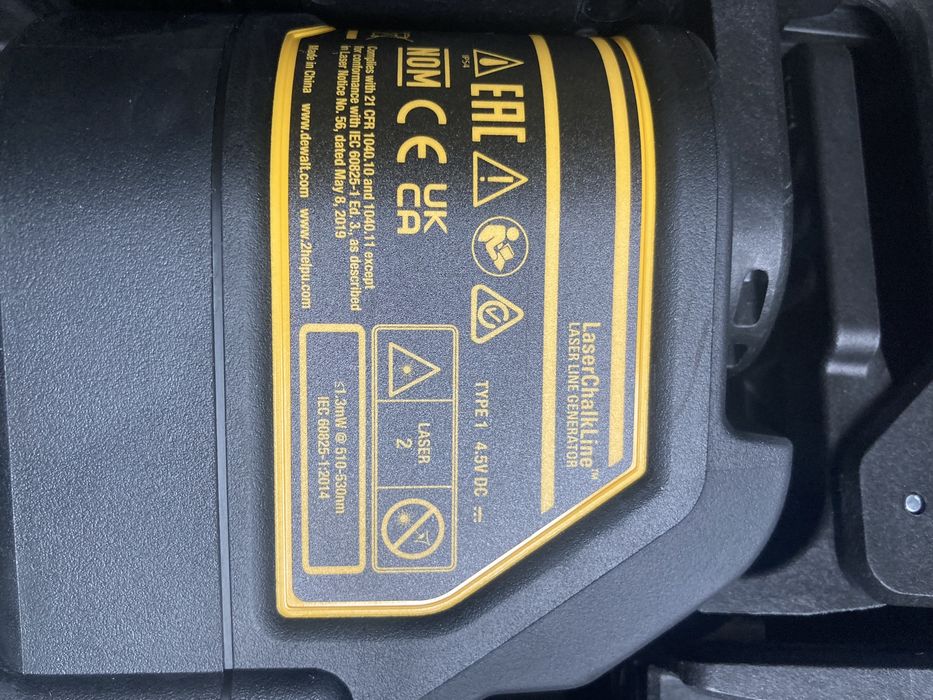 LaserChalkLine™
LASER LINE GENERATOR
IP54
EAC
TYPE 1 4.5V DC
NOM CE UK
CA
LASER
2
Complies with 21 CFR 1040.10 and 1040.11 except
for conformance with IEC 60825-1 Ed. 3., as described
in Laser Notice No. 56, dated May 8, 2019
Made in China www.dewalt.com www.2helpu.com
≤1.3mW @ 510-530nm
IEC 60825-1:2014